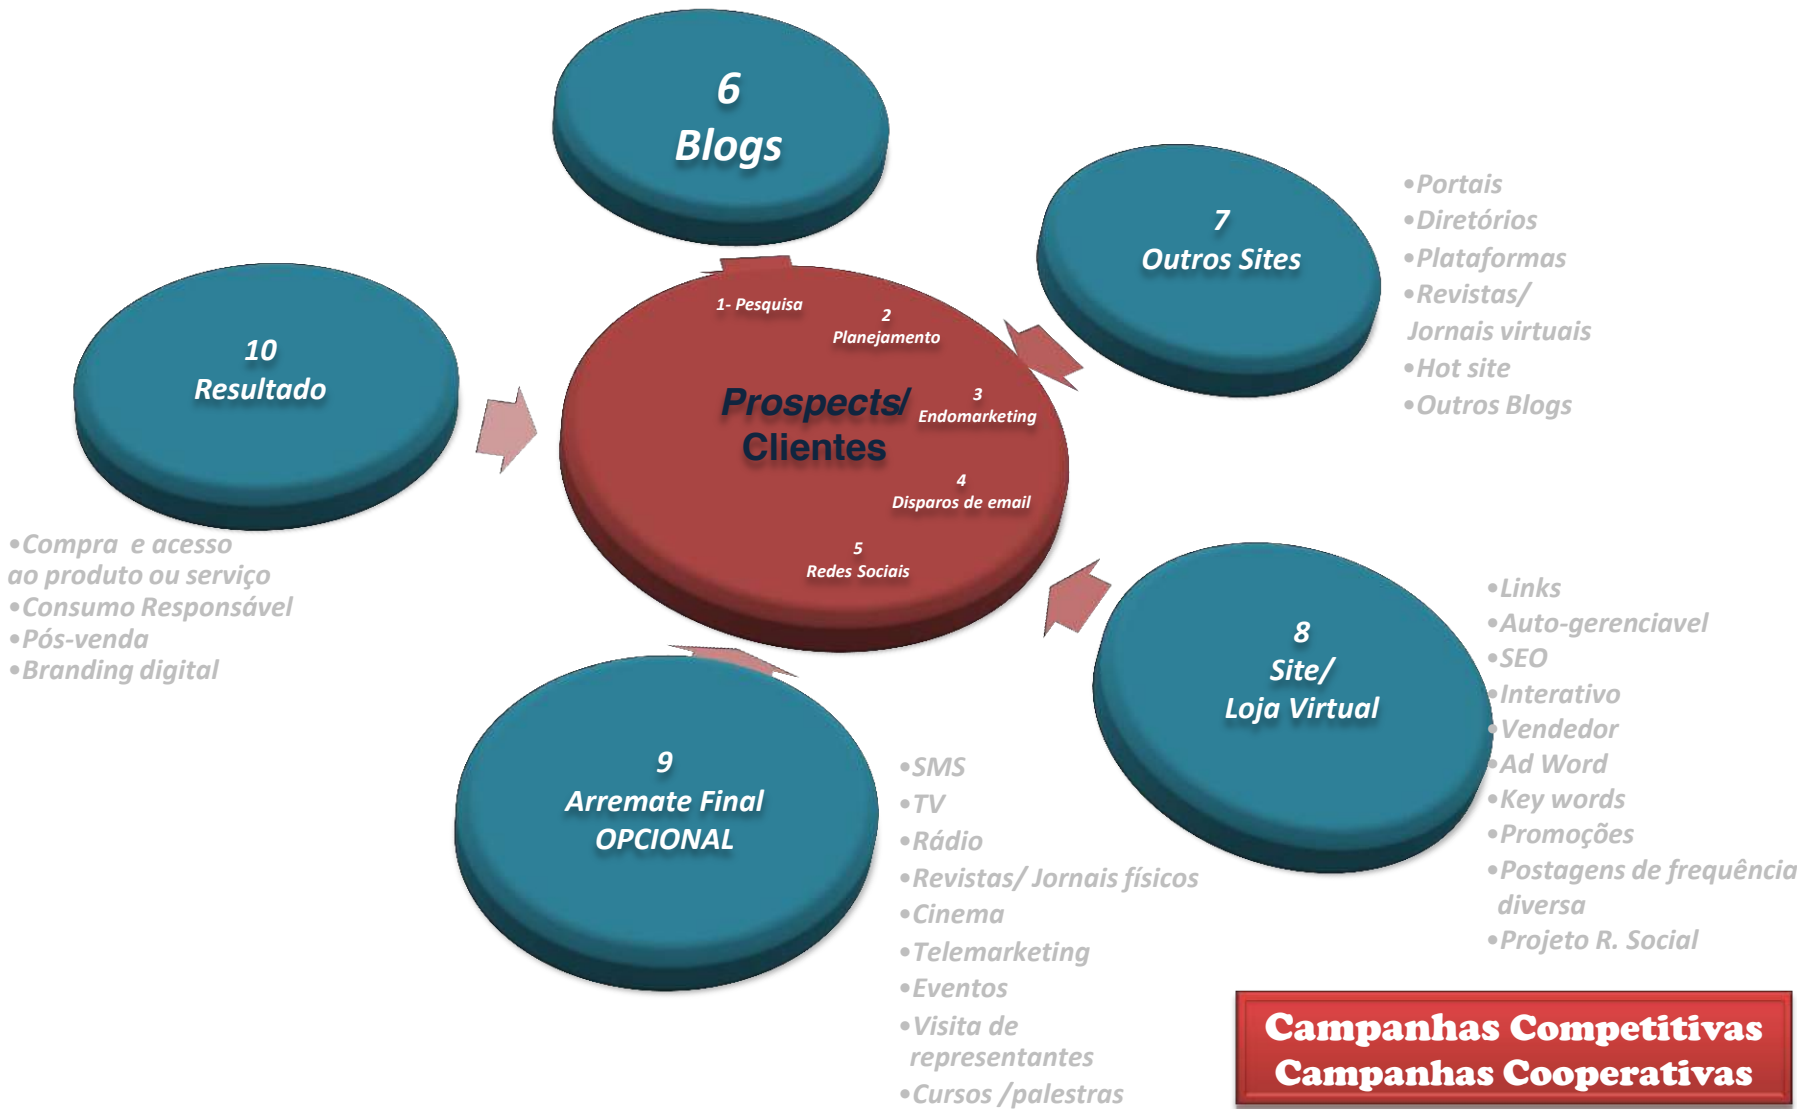 6
Blogs
7
Outros Sites
•Portais
•Diretórios
•Plataformas
•Revistas/
Jornais virtuais
•Hot site
•Outros Blogs
10
Resultado
•Compra e acesso
ao produto ou serviço
•Consumo Responsável
•Pós-venda
•Branding digital
1- Pesquisa
2
Planejamento
Prospects/
Clientes
3
Endomarketing
4
Disparos de email
5
Redes Sociais
8
Site/
Loja Virtual
•Links
•Auto-gerenciavel
•SEO
•Interativo
•Vendedor
•Ad Word
•Key words
•Promoções
•Postagens de frequência
diversa
•Projeto R. Social
9
Arremate Final
OPCIONAL
•SMS
•TV
•Rádio
•Revistas/ Jornais físicos
•Cinema
•Telemarketing
•Eventos
•Visita de
representantes
•Cursos /palestras
Campanhas Competitivas
Campanhas Cooperativas